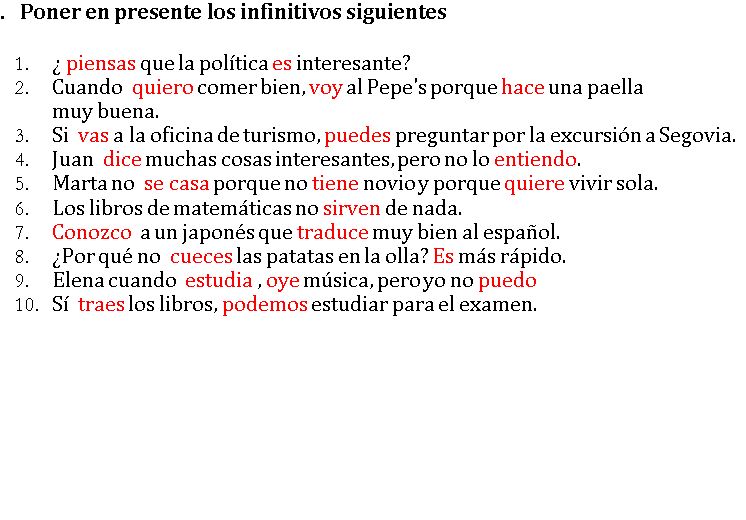 . Poner en presente los infinitivos siguientes
1. ¿ piensas que la política es interesante?
2. Cuando quiero comer bien, voy al Pepe's porque hace una paella
muy buena.
3. Si vas a la oficina de turismo, puedes preguntar por la excursión a Segovia.
4. Juan dice muchas cosas interesantes, pero no lo entiendo.
5. Marta no se casa porque no tiene novio y porque quiere vivir sola.
6. Los libros de matemáticas no sirven de nada.
7. Conozco a un japonés que traduce muy bien al español.
8. ¿Por qué no cueces las patatas en la olla? Es más rápido.
9. Elena cuando estudia , oye música, pero yo no puedo
10. Sí traes los libros, podemos estudiar para el examen.